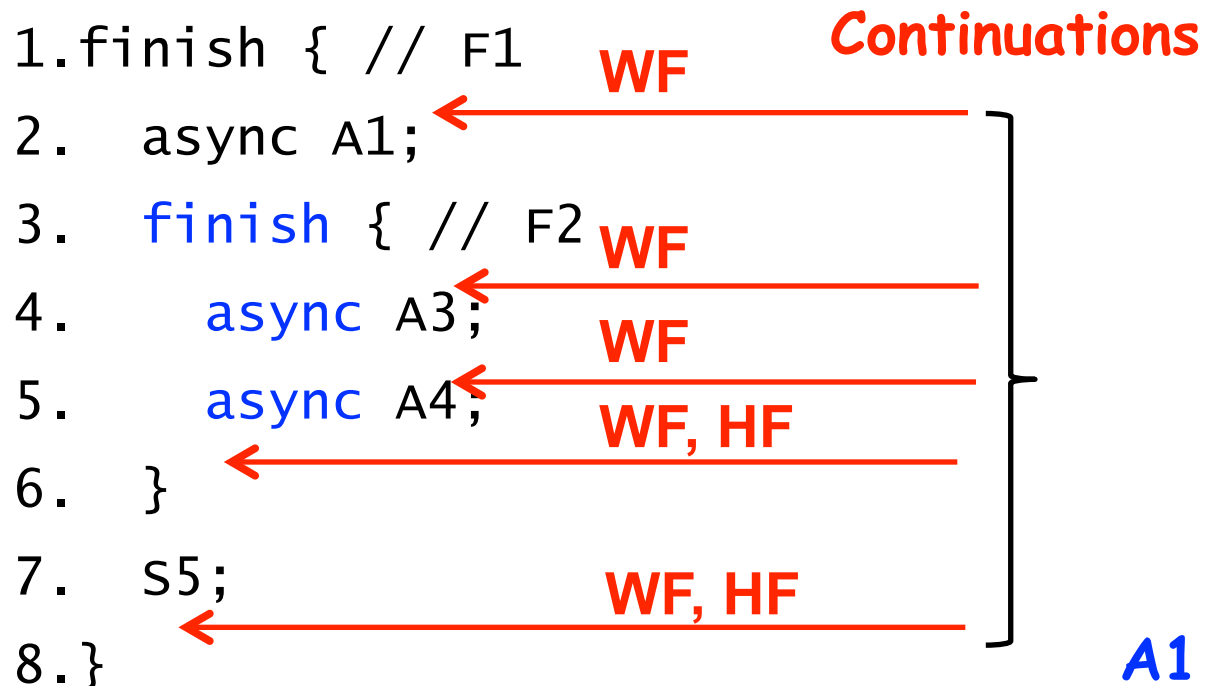 Continuations
1.finish { // F1
WF
2. async A1;
3. finish { // F2
WF
4. async A3;
WF
5. async A4;
WF, HF
6. }
7. S5;
WF, HF
8.}
A1